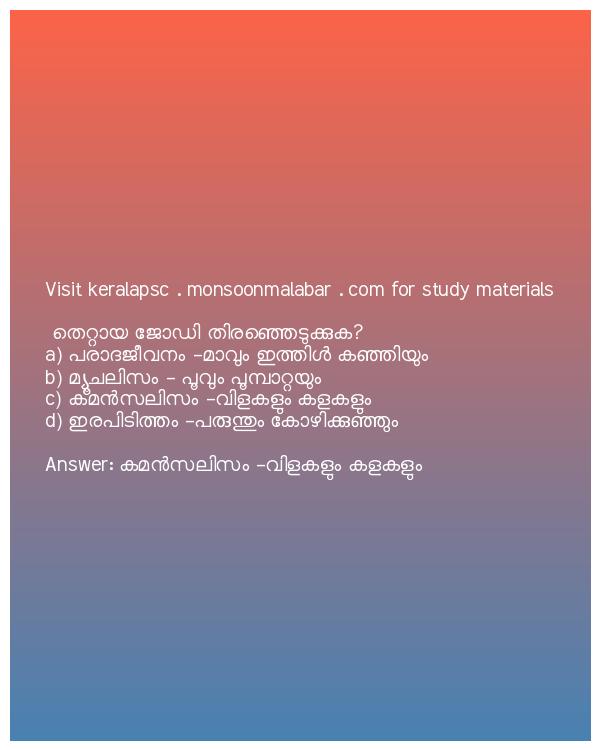 Visit keralapsc . monsoonmalabar . com for study materials
തെറ്റായ ജോഡി തിരഞ്ഞെടുക്കുക?
a) പരാദജീവനം -മാവും ഇത്തിൾ കഞ്ഞിയും
b) മ്യൂചലിസം - പൂവും പൂമ്പാറ്റയും
c) കമൻസലിസം -വിളകളും കളകളും
d) ഇരപിടിത്തം -പരുന്തും കോഴിക്കുഞ്ഞും
Answer: കമൻസലിസം -വിളകളും കളകളും